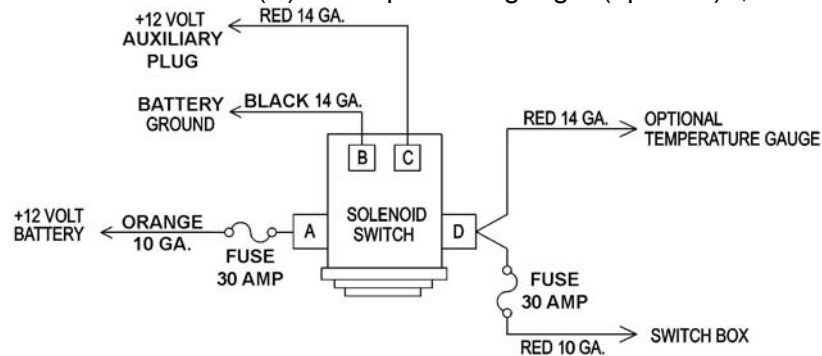 +12 VOLT
AUXILIARY
PLUG
RED 14 GA.
BATTERY
GROUND
BLACK 14 GA.
RED 14 GA.
OPTIONAL
TEMPERATURE GAUGE
B
C
+12 VOLT
BATTERY
ORANGE
10 GA.
FUSE
30 AMP
A
SOLENOID
SWITCH
D
FUSE
30 AMP
RED 10 GA.
SWITCH BOX